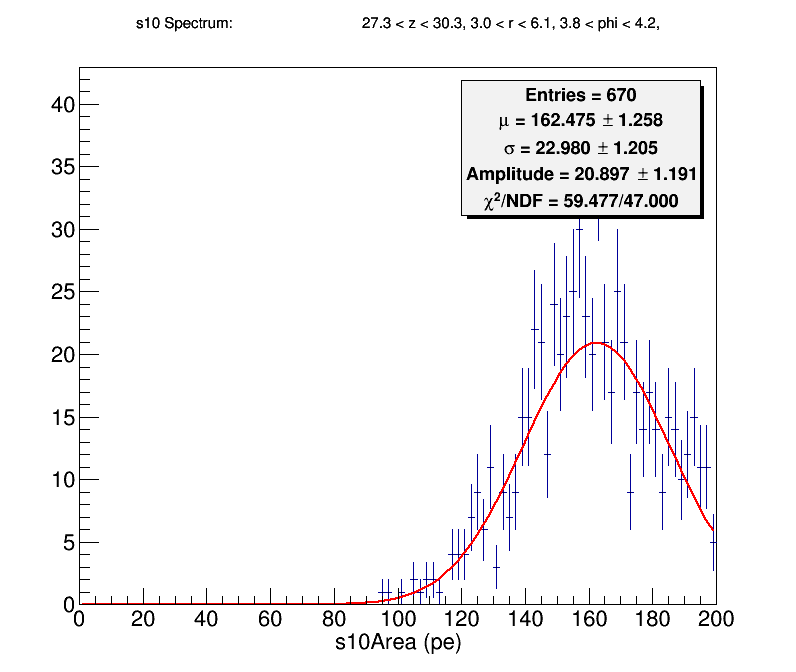 s10 Spectrum: 27.3 < z < 30.3, 3.0 < r < 6.1, 3.8 < phi < 4.2,
Entries = 670
μ = 162.475 ± 1.258
σ = 22.980 ± 1.205
Amplitude = 20.897 ± 1.191
χ²/NDF = 59.477/47.000
40
35
30
25
20
15
10
5
0
0 20 40 60 80 100 120 140 160 180 200
s10Area (pe)